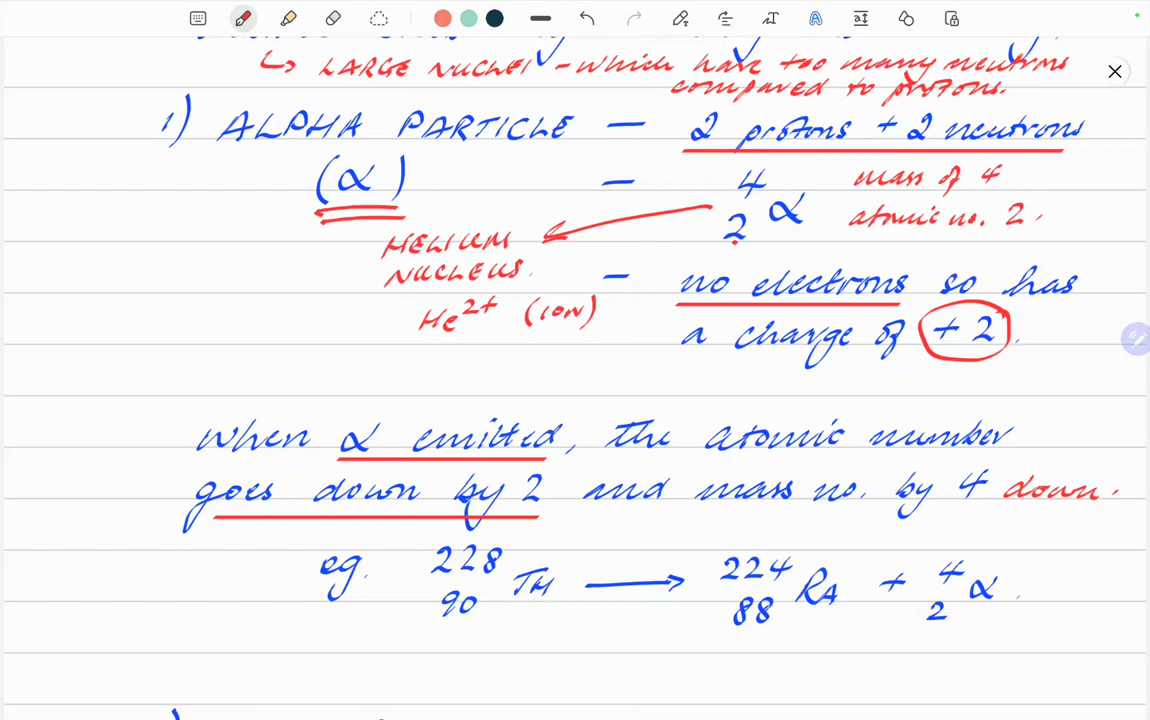 ↳ LARGE NUCLEI - which have too many neutrons
compared to protons.
1) ALPHA PARTICLE — 2 protons + 2 neutrons
(α) — 4 2 α mass of 4
atomic no. 2.
HELIUM
NUCLEUS.
He2+ (ION)
— no electrons so has
a charge of +2.
When α emitted, the atomic number
goes down by 2 and mass no. by 4 down.
eg. 228 90 TH ⟶ 224 88 RA + 4 2 α.